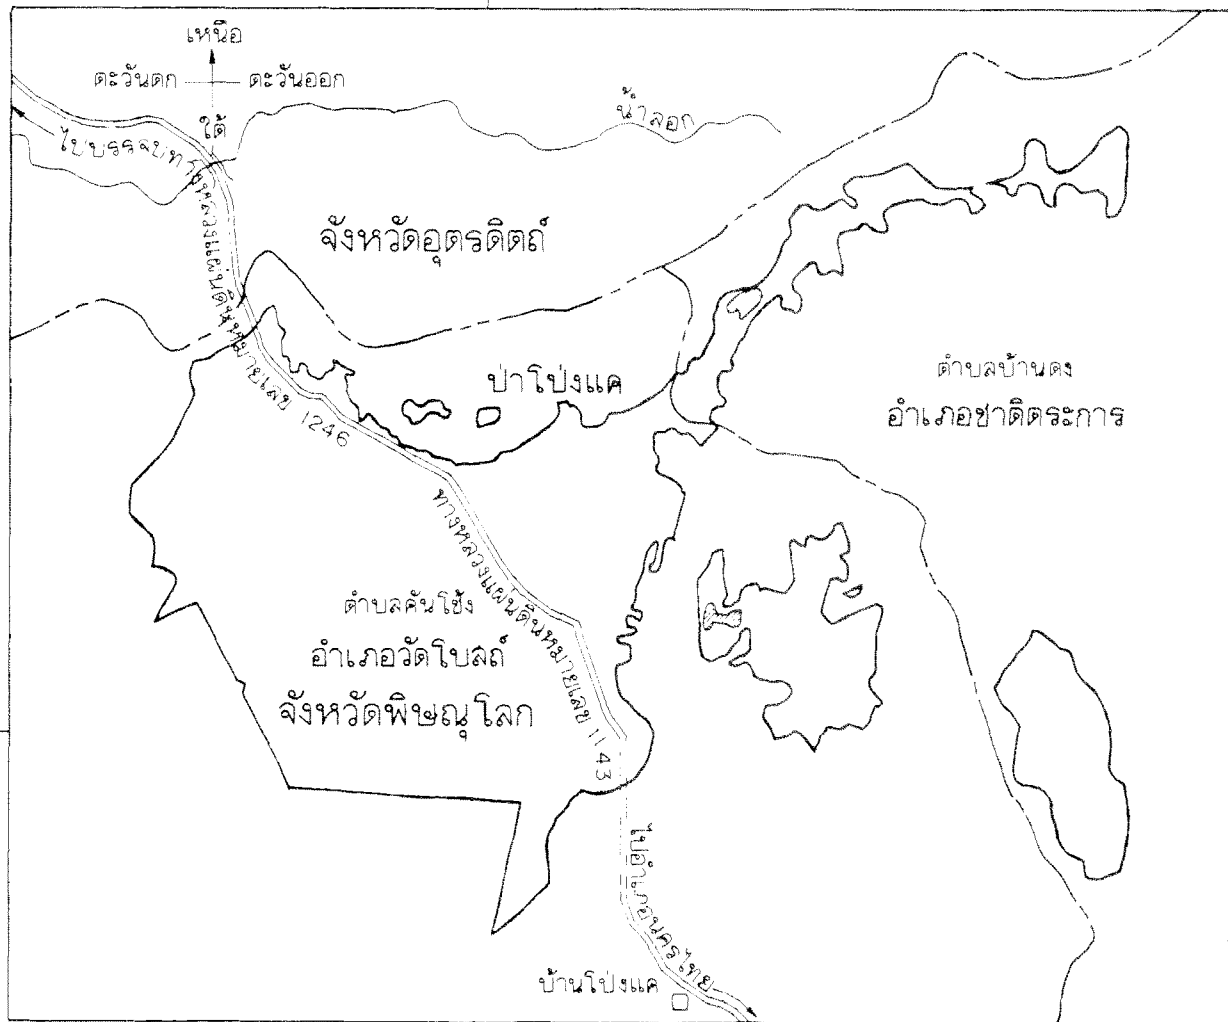 เหนือ
ตะวันตก
ตะวันออก
ใต้
น้ำลอก
ไปบรรจบทางหลวงแผ่นดินหมายเลข 1246
จังหวัดอุตรดิตถ์
ป่าโป่งแค
ตำบลบ้านดง
อำเภอชาติตระการ
ทางหลวงแผ่นดินหมายเลข 1143
ตำบลคันโช้ง
อำเภอวัดโบสถ์
จังหวัดพิษณุโลก
ไปอำเภอนครไทย
บ้านโป่งแค